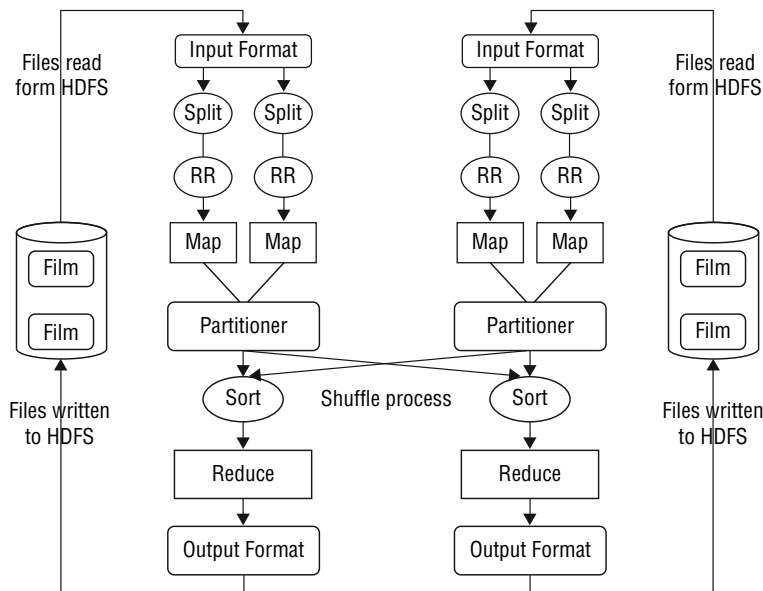 Input Format
Input Format
Files read
form HDFS
Files read
form HDFS
Split
Split
Split
Split
RR
RR
RR
RR
Map
Map
Map
Map
Film
Film
Film
Film
Partitioner
Partitioner
Files written
to HDFS
Sort
Shuffle process
Sort
Files written
to HDFS
Reduce
Reduce
Output Format
Output Format